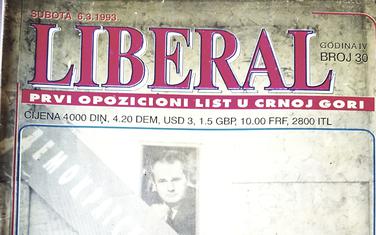 SUBOTA 6.3.1993
LIBERAL
GODINA IV
BROJ 30
PRVI OPOZICIONI LIST U CRNOJ GORI
CIJENA 4000 DIN, 4.20 DEM, USD 3, 1.5 GBP, 10.00 FRF, 2800 ITL